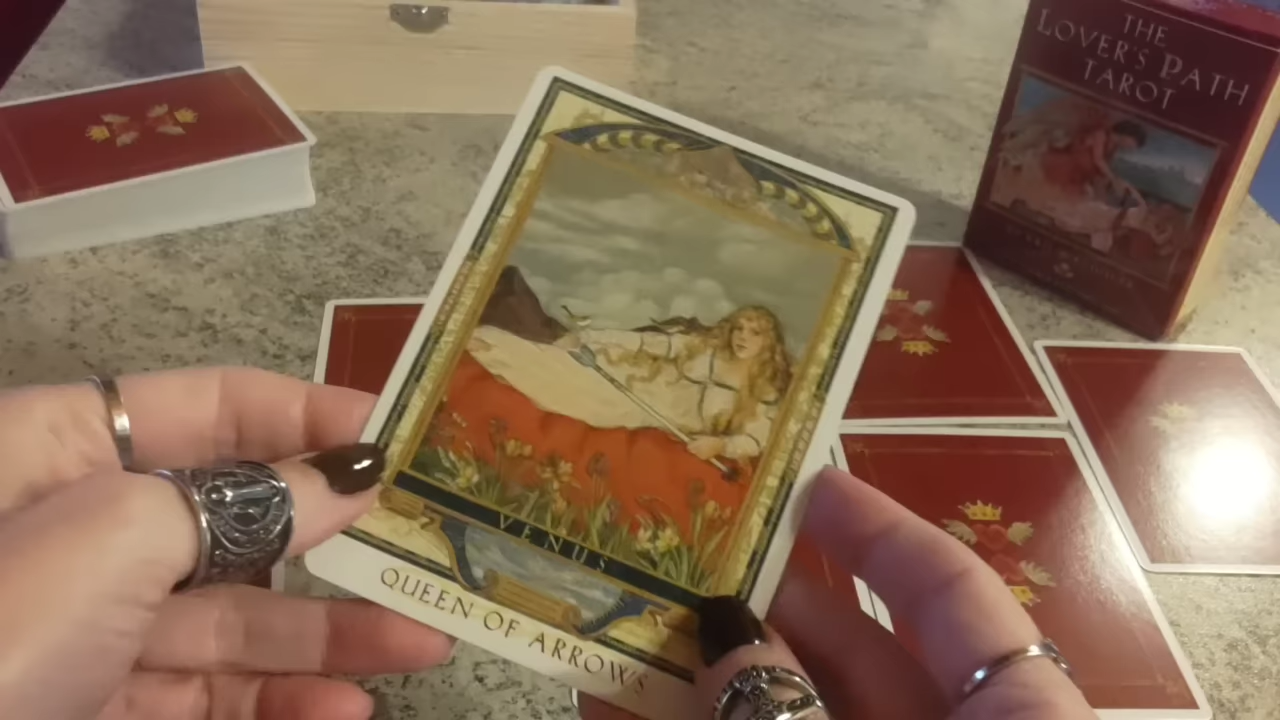 THE
LOVER'S PATH
TAROT
VENUS
QUEEN OF ARROWS